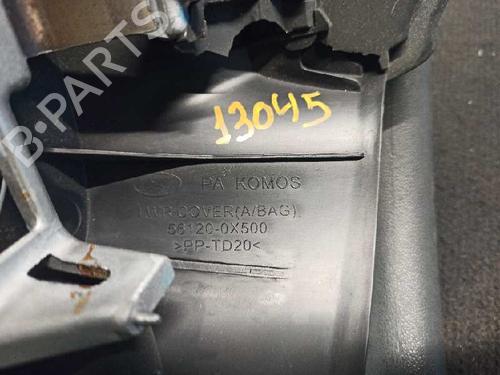 13045
B-PARTS
PA KOMOS
COVER(A/BAG)
56120-0X500
>PP-TD20<